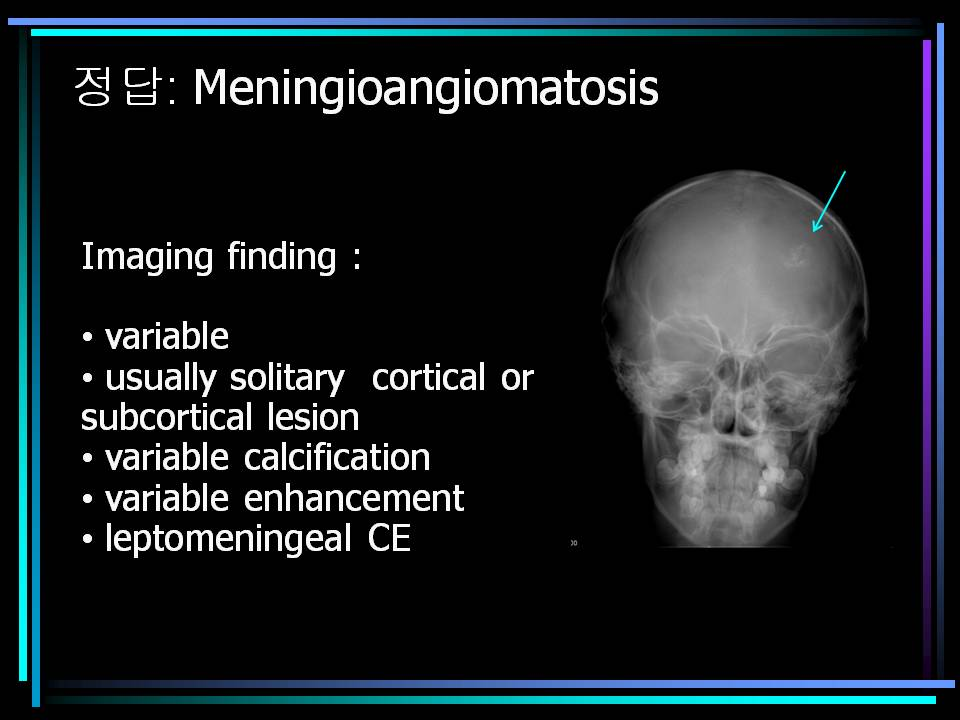 정답: Meningioangiomatosis
Imaging finding :
• variable
• usually solitary cortical or
subcortical lesion
• variable calcification
• variable enhancement
• leptomeningeal CE